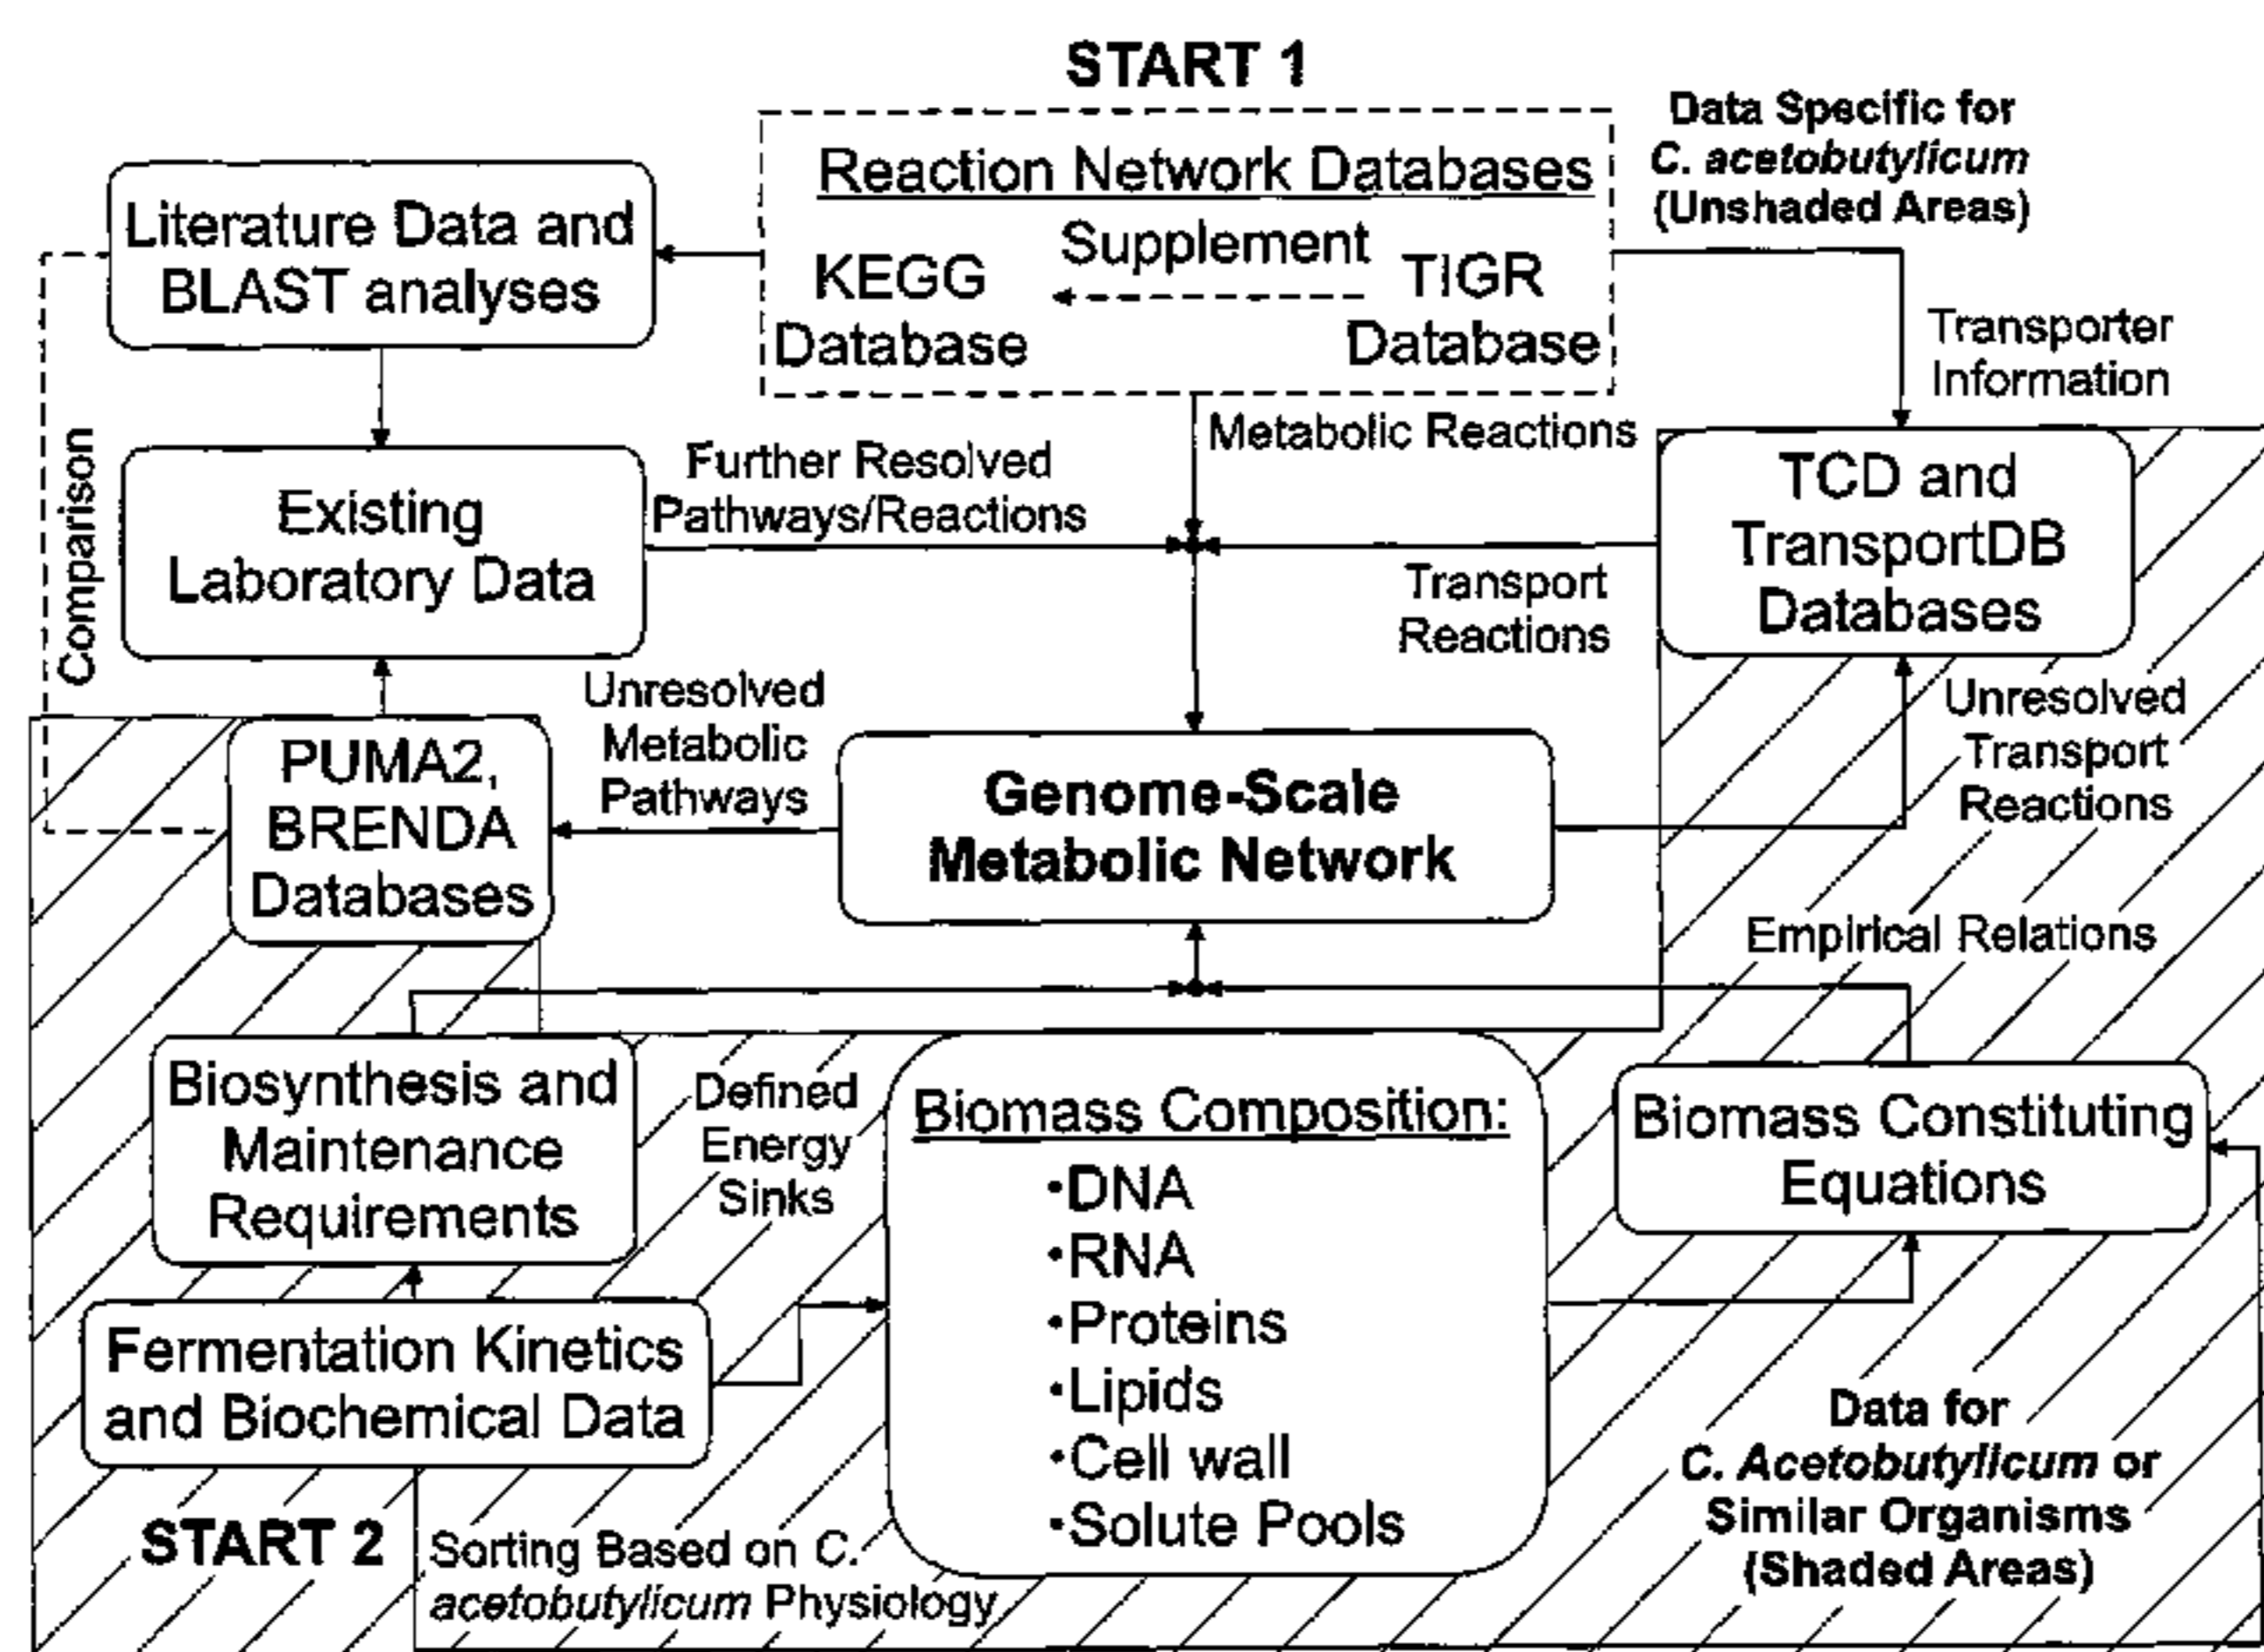 START 1
Data Specific for
C. acetobutylicum
(Unshaded Areas)
Reaction Network Databases
Supplement
KEGG
Database
TIGR
Database
Literature Data and
BLAST analyses
Transporter
Information
Metabolic Reactions
Comparison
Existing
Laboratory Data
Further Resolved
Pathways/Reactions
TCD and
TransportDB
Databases
Transport
Reactions
Unresolved
Metabolic
Pathways
Unresolved
Transport
Reactions
PUMA2,
BRENDA
Databases
Genome-Scale
Metabolic Network
Empirical Relations
Biosynthesis and
Maintenance
Requirements
Defined
Energy
Sinks
Biomass Composition:
•DNA
•RNA
•Proteins
•Lipids
•Cell wall
•Solute Pools
Biomass Constituting
Equations
Fermentation Kinetics
and Biochemical Data
START 2
Sorting Based on C.
acetobutylicum Physiology
Data for
C. Acetobutylicum or
Similar Organisms
(Shaded Areas)